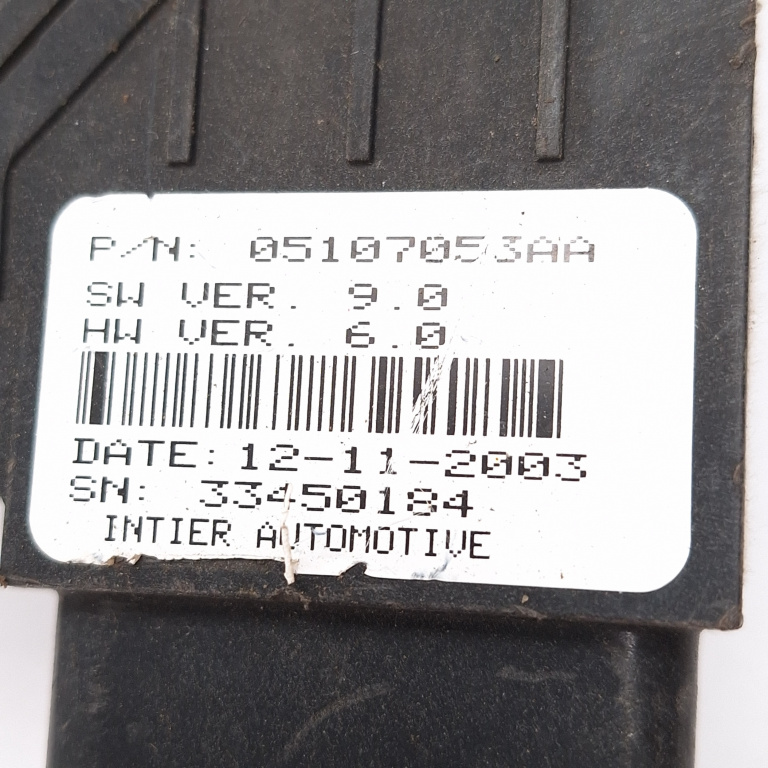 P/N: 05107053AA
SW VER. 9.0
HW VER. 6.0
DATE: 12-11-2003
SN: 33450184
INTIER AUTOMOTIVE